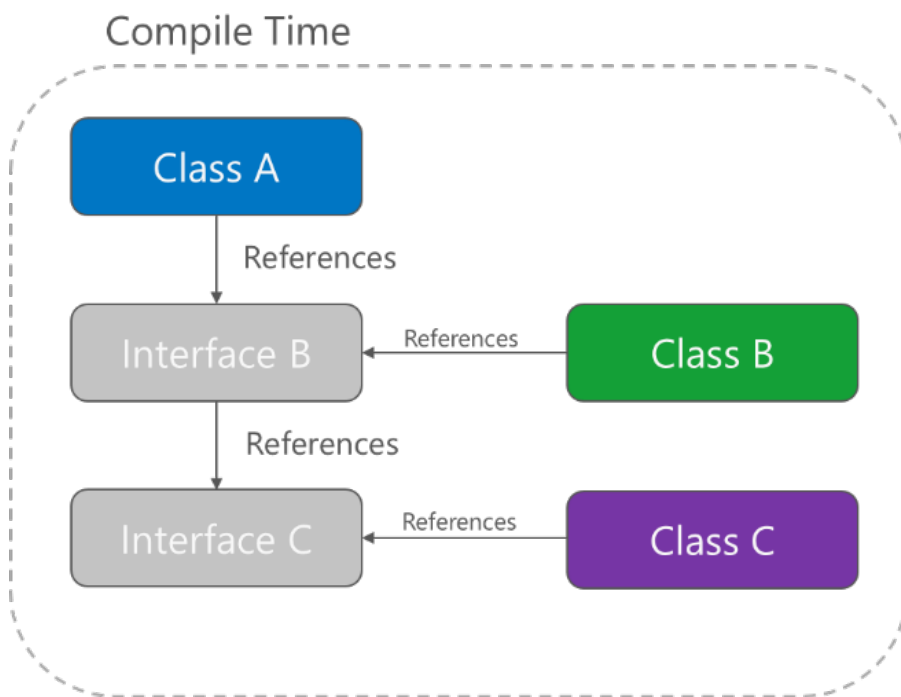 Compile Time
Class A
References
Interface B
References
Class B
References
Interface C
References
Class C